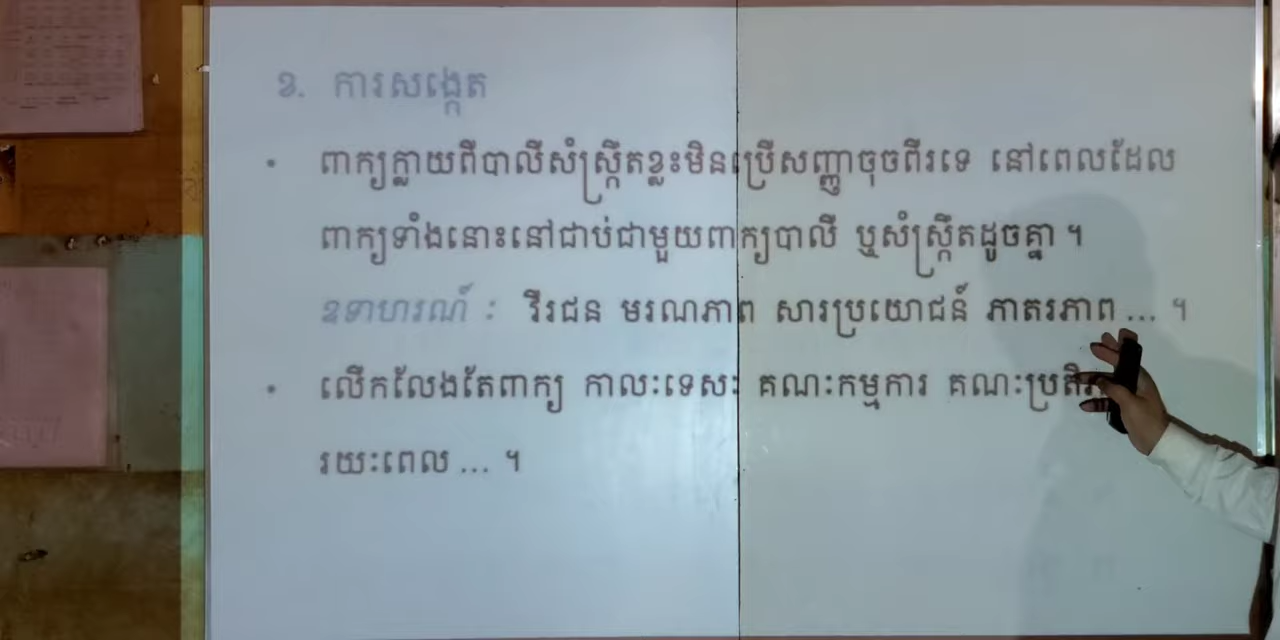 ខ. ការសង្កេត
• ពាក្យក្លាយពីបាលីសំស្ក្រឹតខ្លះមិនប្រើសញ្ញាចុចពីរទេ នៅពេលដែល
ពាក្យទាំងនោះនៅជាប់ជាមួយពាក្យបាលី ឬសំស្ក្រឹតដូចគ្នា ។
ឧទាហរណ៍ ៖ វីរជន មរណភាព សារប្រយោជន៍ ភាតរភាព ... ។
• លើកលែងតែពាក្យ កាលៈទេសៈ គណៈកម្មការ
រយៈពេល ... ។